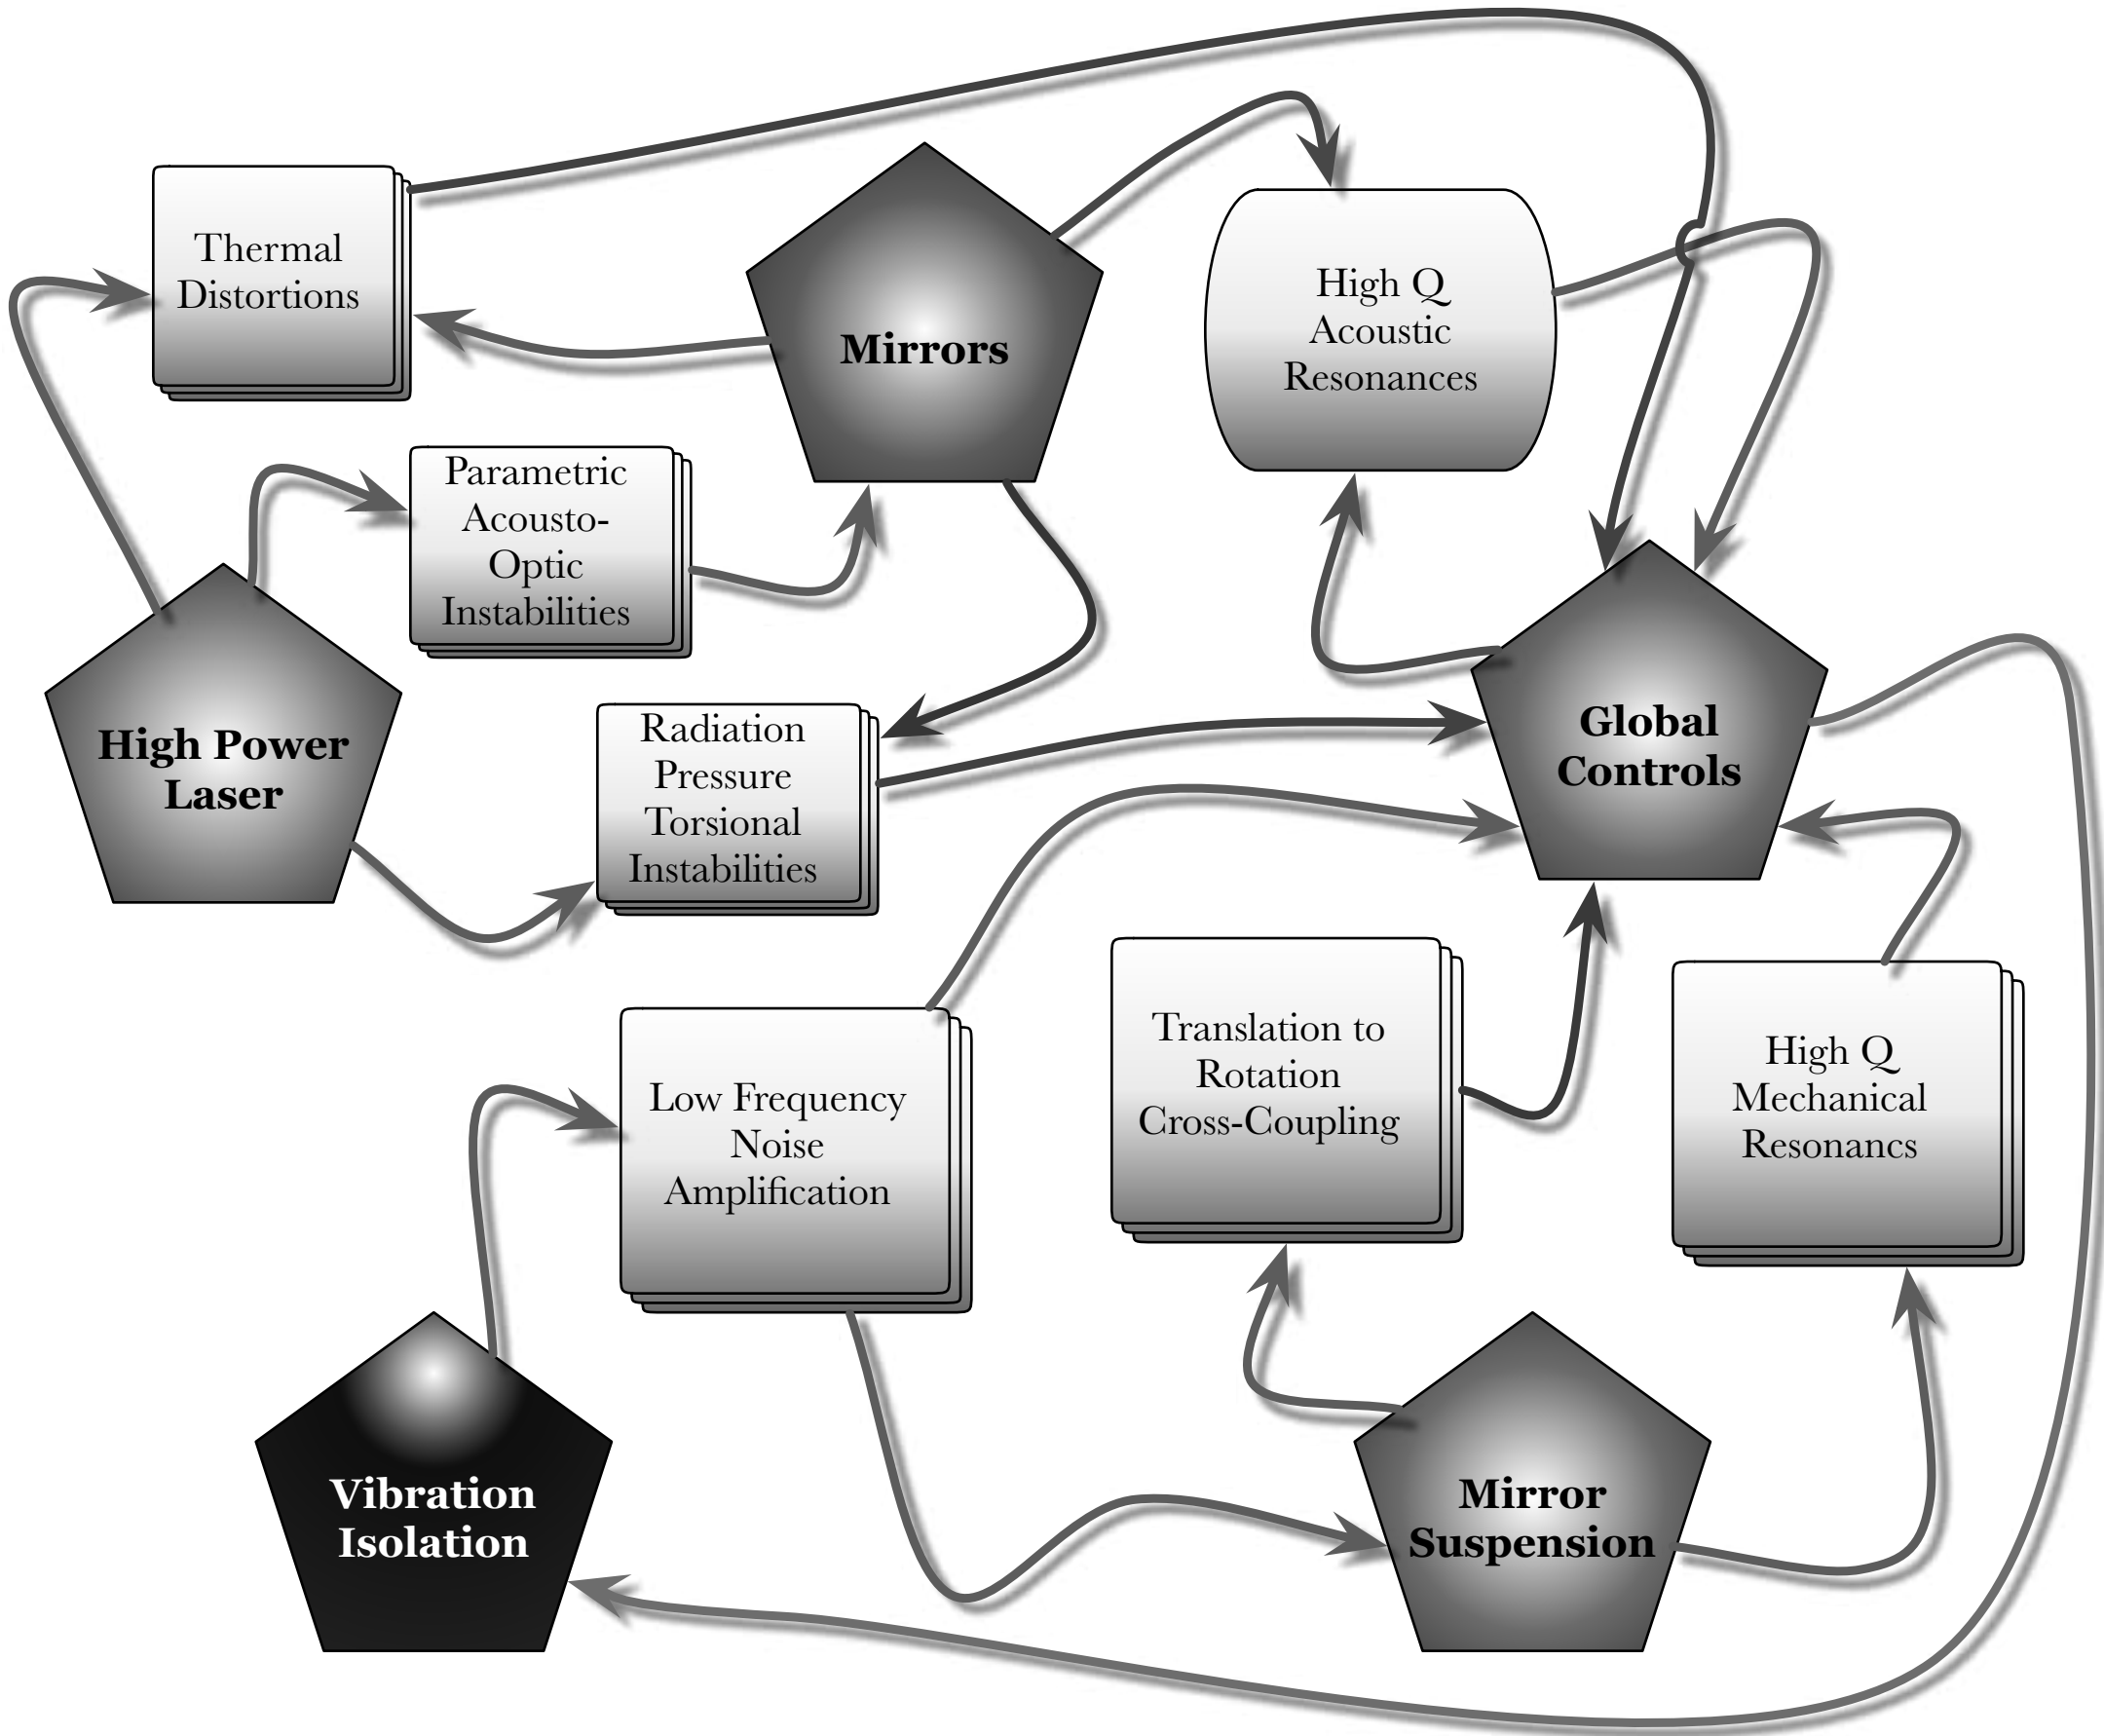 Thermal
Distortions
Mirrors
High Q
Acoustic
Resonances
Parametric
Acousto-
Optic
Instabilities
High Power
Laser
Radiation
Pressure
Torsional
Instabilities
Global
Controls
Low Frequency
Noise
Amplification
Translation to
Rotation
Cross-Coupling
High Q
Mechanical
Resonancs
Vibration
Isolation
Mirror
Suspension